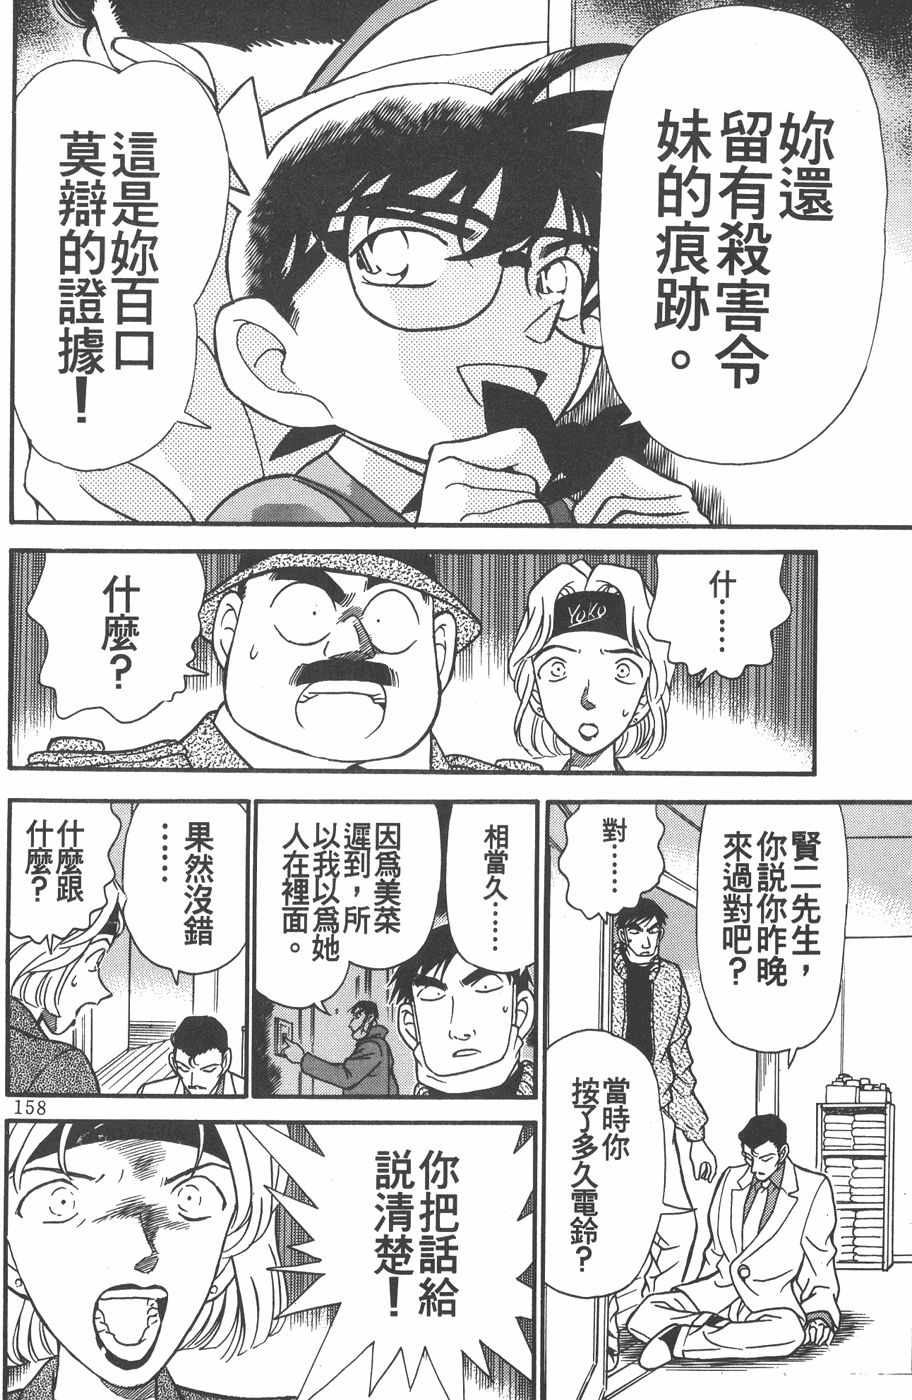 妳還
留有殺害令
妹的痕跡。
這是妳百口
莫辯的證據！
什……
YOKO
什麼？
賢二先生，
你說你昨晚
來過對吧？
對……
當時你
按了多久電鈴？
相當久……
因為美菜
遲到，所
以我以為她
人在裡面。
果然沒錯
……
什麼跟
什麼？
158
你把話給
說清楚！